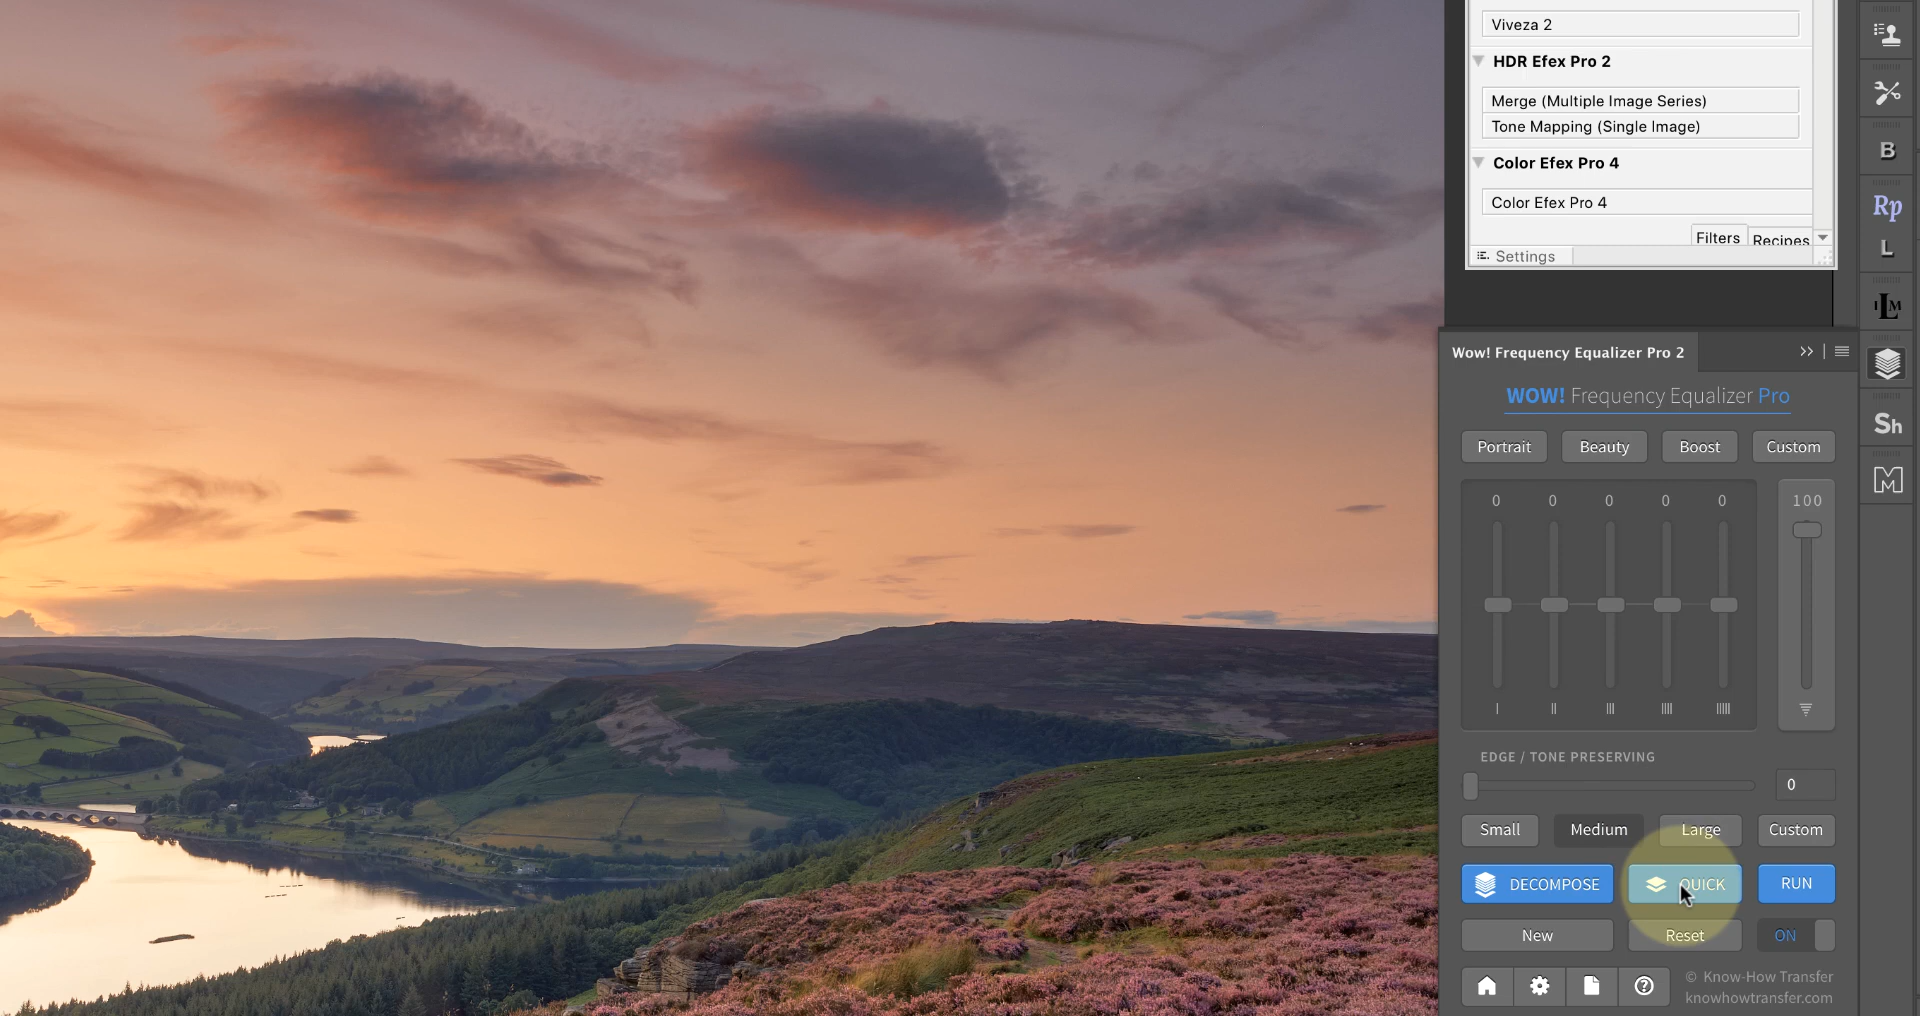 Viveza 2
HDR Efex Pro 2
Merge (Multiple Image Series)
Tone Mapping (Single Image)
Color Efex Pro 4
Color Efex Pro 4
Filters Recipes
Settings
B
Rp
L
ILM
Sh
M
Wow! Frequency Equalizer Pro 2
WOW! Frequency Equalizer Pro
Portrait Beauty Boost Custom
0 0 0 0 0 100
EDGE / TONE PRESERVING
0
Small Medium Large Custom
DECOMPOSE QUICK RUN
New Reset ON
© Know-How Transfer
knowhowtransfer.com